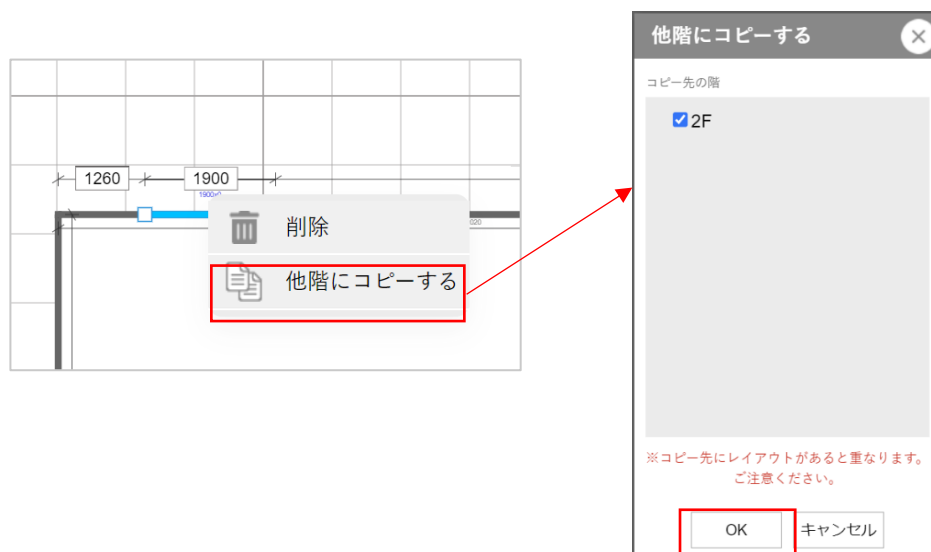 1260
1900
1900×0
020
削除
他階にコピーする
他階にコピーする
コピー先の階
2F
※コピー先にレイアウトがあると重なります。
ご注意ください。
OK
キャンセル